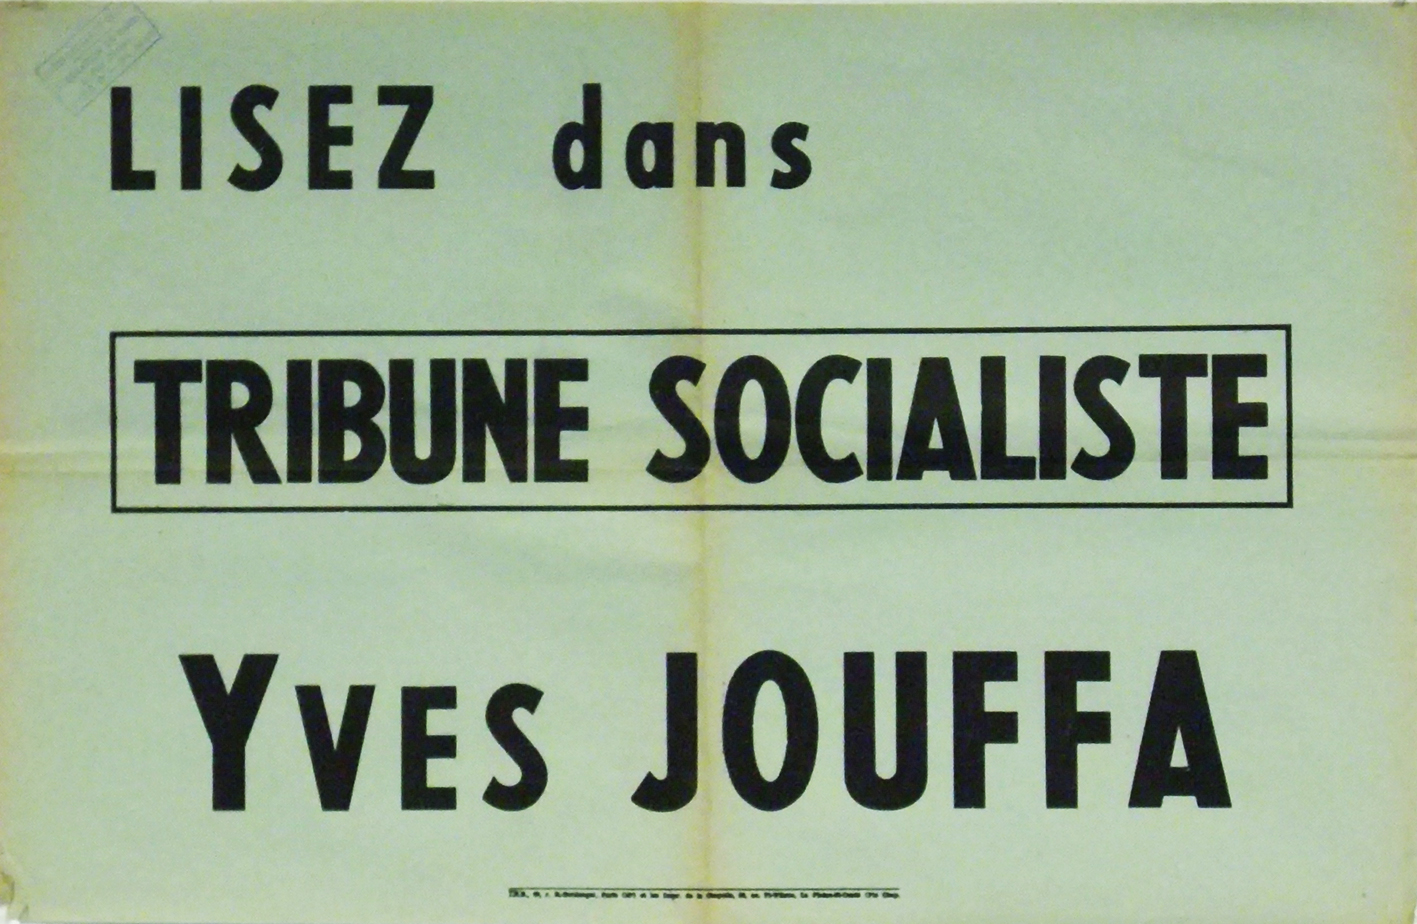 LISEZ dans
TRIBUNE SOCIALISTE
YVES JOUFFA